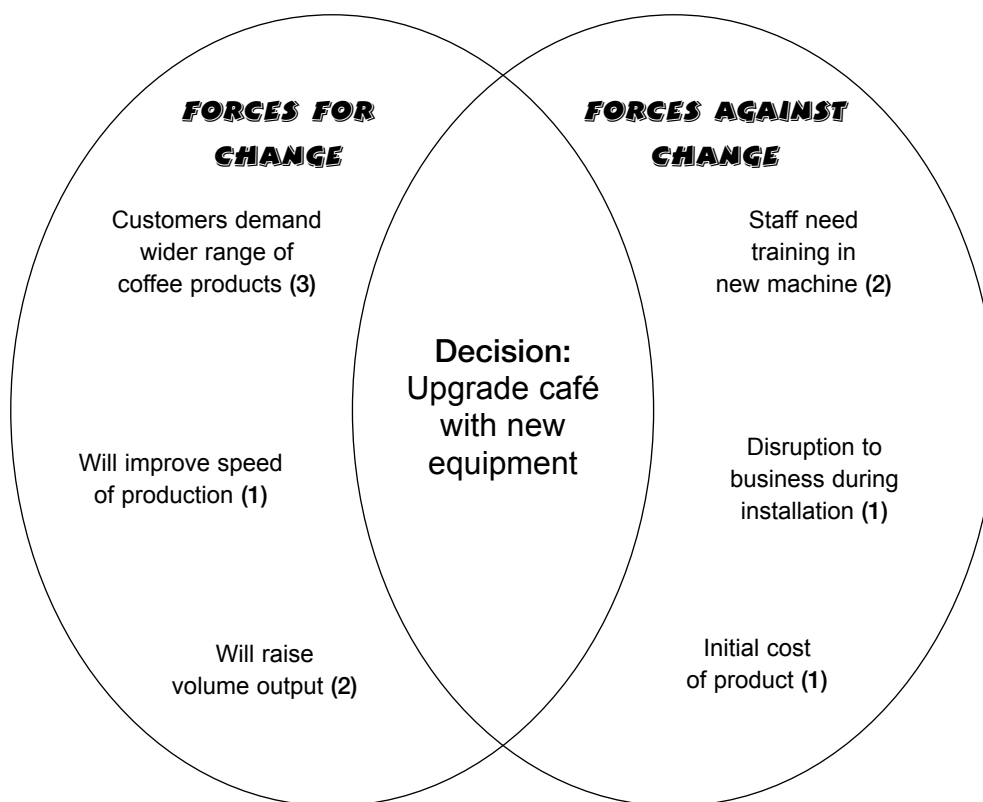 FORCES FOR
CHANGE
Customers demand
wider range of
coffee products (3)
Will improve speed
of production (1)
Will raise
volume output (2)
Decision:
Upgrade café
with new
equipment
FORCES AGAINST
CHANGE
Staff need
training in
new machine (2)
Disruption to
business during
installation (1)
Initial cost
of product (1)